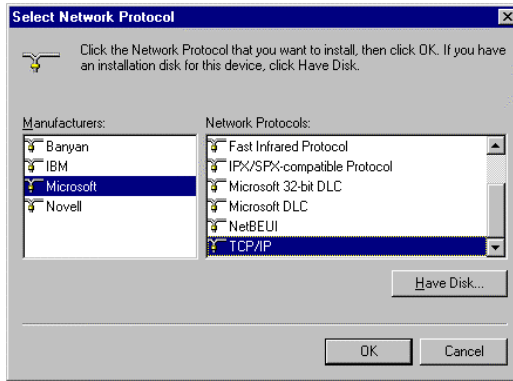 Select Network Protocol
Click the Network Protocol that you want to install, then click OK. If you have
an installation disk for this device, click Have Disk.
Manufacturers:
Banyan
IBM
Microsoft
Novell
Network Protocols:
Fast Infrared Protocol
IPX/SPX-compatible Protocol
Microsoft 32-bit DLC
Microsoft DLC
NetBEUI
TCP/IP
Have Disk...
OK
Cancel